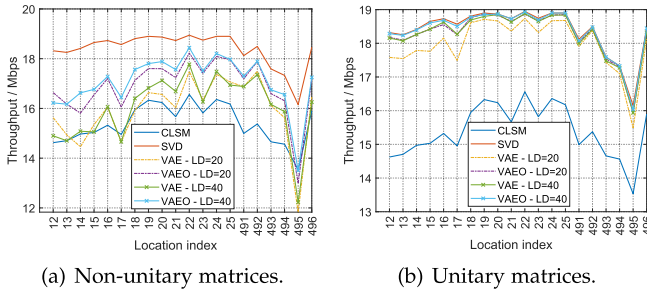 Throughput / Mbps
20
18
16
14
12
CLSM
SVD
VAE - LD=20
VAEO - LD=20
VAE - LD=40
VAEO - LD=40
12 13 14 15 16 17 18 19 20 21 22 23 24 25 491 492 493 494 495 496
Location index
(a) Non-unitary matrices.
Throughput / Mbps
19
18
17
16
15
14
13
CLSM
SVD
VAE - LD=20
VAEO - LD=20
VAE - LD=40
VAEO - LD=40
12 13 14 15 16 17 18 19 20 21 22 23 24 25 491 492 493 494 495 496
Location index
(b) Unitary matrices.